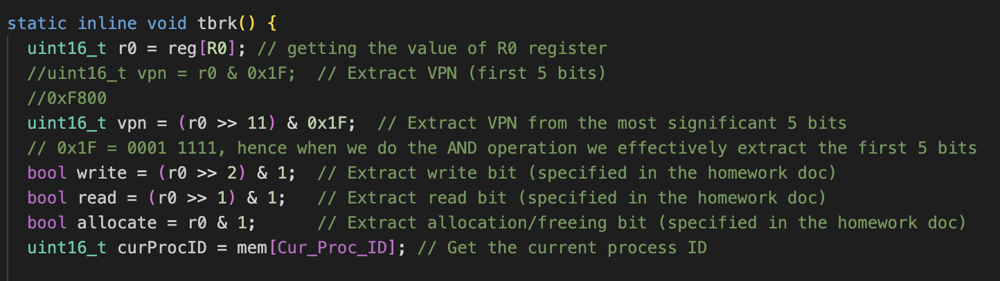 static inline void tbrk() {
uint16_t r0 = reg[R0]; // getting the value of R0 register
//uint16_t vpn = r0 & 0x1F;  // Extract VPN (first 5 bits)
//0xF800
uint16_t vpn = (r0 >> 11) & 0x1F;  // Extract VPN from the most significant 5 bits
// 0x1F = 0001 1111, hence when we do the AND operation we effectively extract the first 5 bits
bool write = (r0 >> 2) & 1;  // Extract write bit (specified in the homework doc)
bool read = (r0 >> 1) & 1;   // Extract read bit (specified in the homework doc)
bool allocate = r0 & 1;      // Extract allocation/freeing bit (specified in the homework doc)
uint16_t curProcID = mem[Cur_Proc_ID]; // Get the current process ID